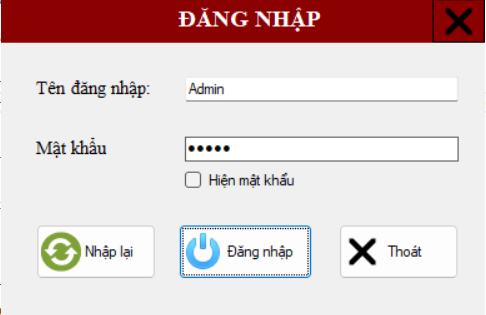 ĐĂNG NHẬP
Tên đăng nhập: Admin
Mật khẩu •••••
Hiện mật khẩu
Nhập lại Đăng nhập Thoát